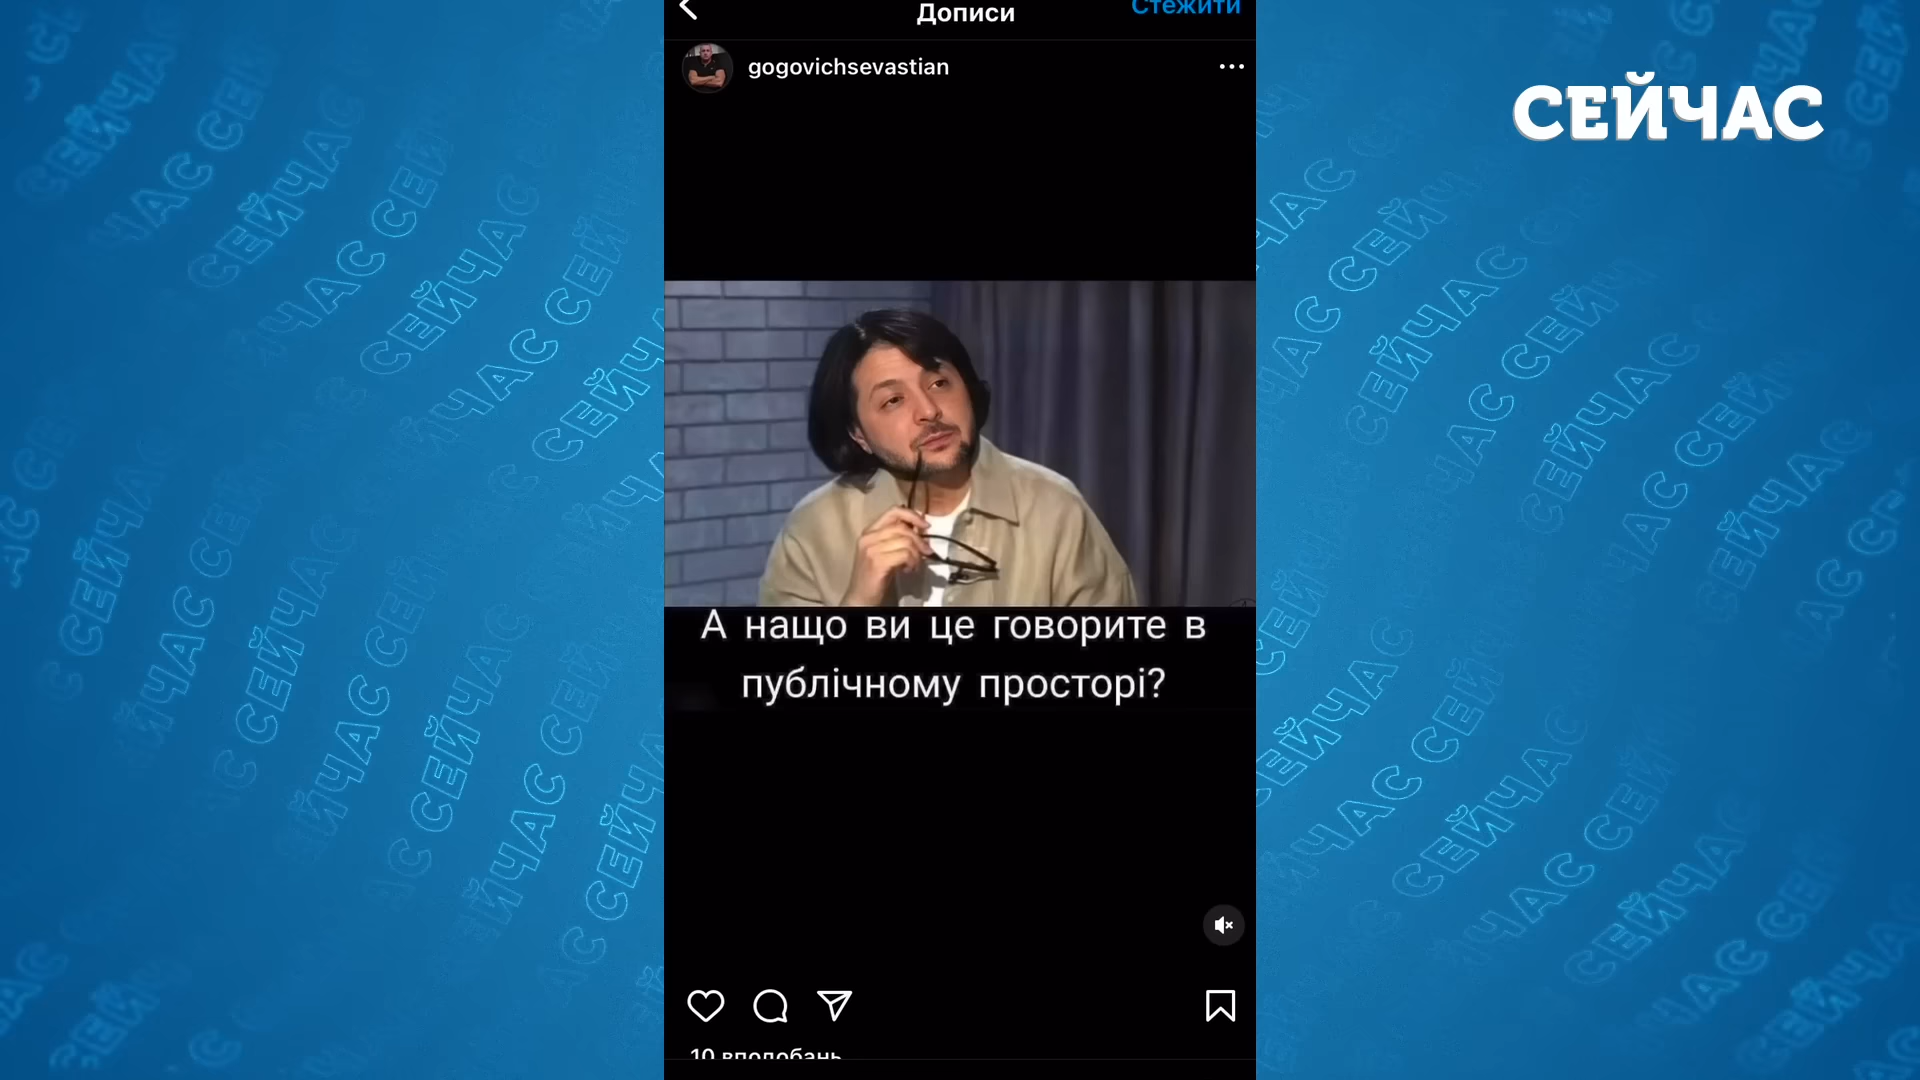 Дописи
Стежити
gogovichsevastian
СЕЙЧАС
А нащо ви це говорите в
публічному просторі?
10 вподобань